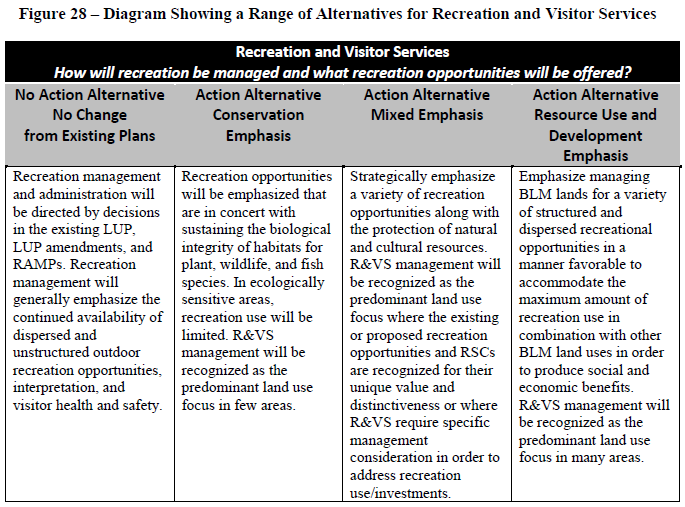 Figure 28 – Diagram Showing a Range of Alternatives for Recreation and Visitor Services
Recreation and Visitor Services
How will recreation be managed and what recreation opportunities will be offered?
No Action Alternative
No Change
from Existing Plans
Action Alternative
Conservation
Emphasis
Action Alternative
Mixed Emphasis
Action Alternative
Resource Use and
Development
Emphasis
Recreation management
and administration will
be directed by decisions
in the existing LUP,
LUP amendments, and
RAMPs. Recreation
management will
generally emphasize the
continued availability of
dispersed and
unstructured outdoor
recreation opportunities,
interpretation, and
visitor health and safety.
Recreation opportunities
will be emphasized that
are in concert with
sustaining the biological
integrity of habitats for
plant, wildlife, and fish
species. In ecologically
sensitive areas,
recreation use will be
limited. R&VS
management will be
recognized as the
predominant land use
focus in few areas.
Strategically emphasize
a variety of recreation
opportunities along with
the protection of natural
and cultural resources.
R&VS management will
be recognized as the
predominant land use
focus where the existing
or proposed recreation
opportunities and RSCs
are recognized for their
unique value and
distinctiveness or where
R&VS require specific
management
consideration in order to
address recreation
use/investments.
Emphasize managing
BLM lands for a variety
of structured and
dispersed recreational
opportunities in a
manner favorable to
accommodate the
maximum amount of
recreation use in
combination with other
BLM land uses in order
to produce social and
economic benefits.
R&VS management will
be recognized as the
predominant land use
focus in many areas.